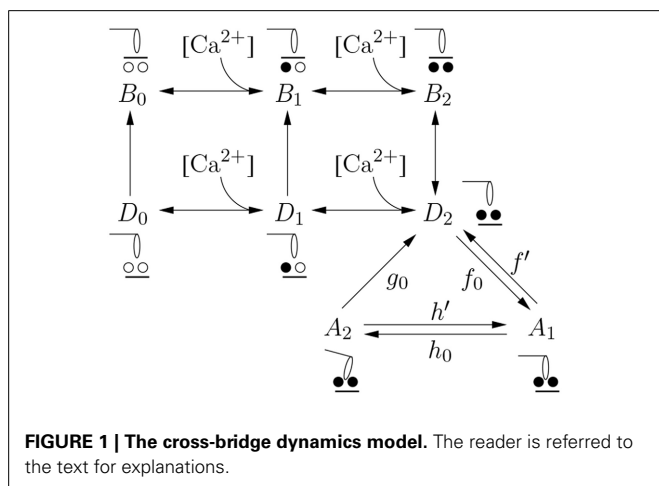 [Ca²⁺] [Ca²⁺]
B₀ B₁ B₂
[Ca²⁺] [Ca²⁺]
D₀ D₁ D₂
g₀ f₀ f′
h′
A₂ A₁
h₀
FIGURE 1 | The cross-bridge dynamics model. The reader is referred to
the text for explanations.